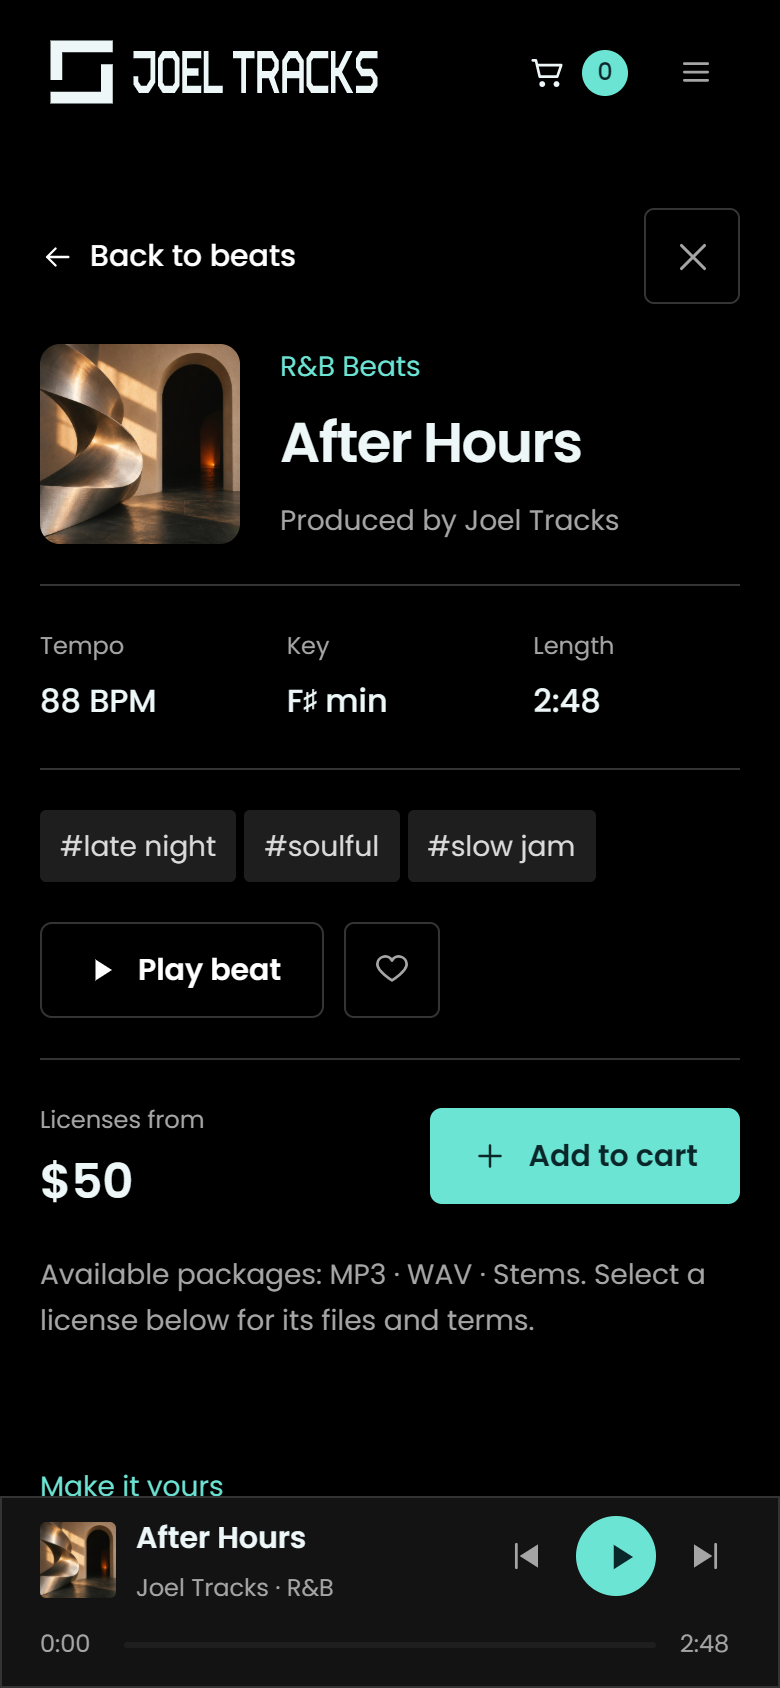 JOEL TRACKS
0
Back to beats
R&B Beats
After Hours
Produced by Joel Tracks
Tempo
Key
Length
88 BPM
F♯ min
2:48
#late night
#soulful
#slow jam
Play beat
Licenses from
$50
Add to cart
Available packages: MP3 · WAV · Stems. Select a
license below for its files and terms.
Make it yours
After Hours
Joel Tracks · R&B
0:00
2:48